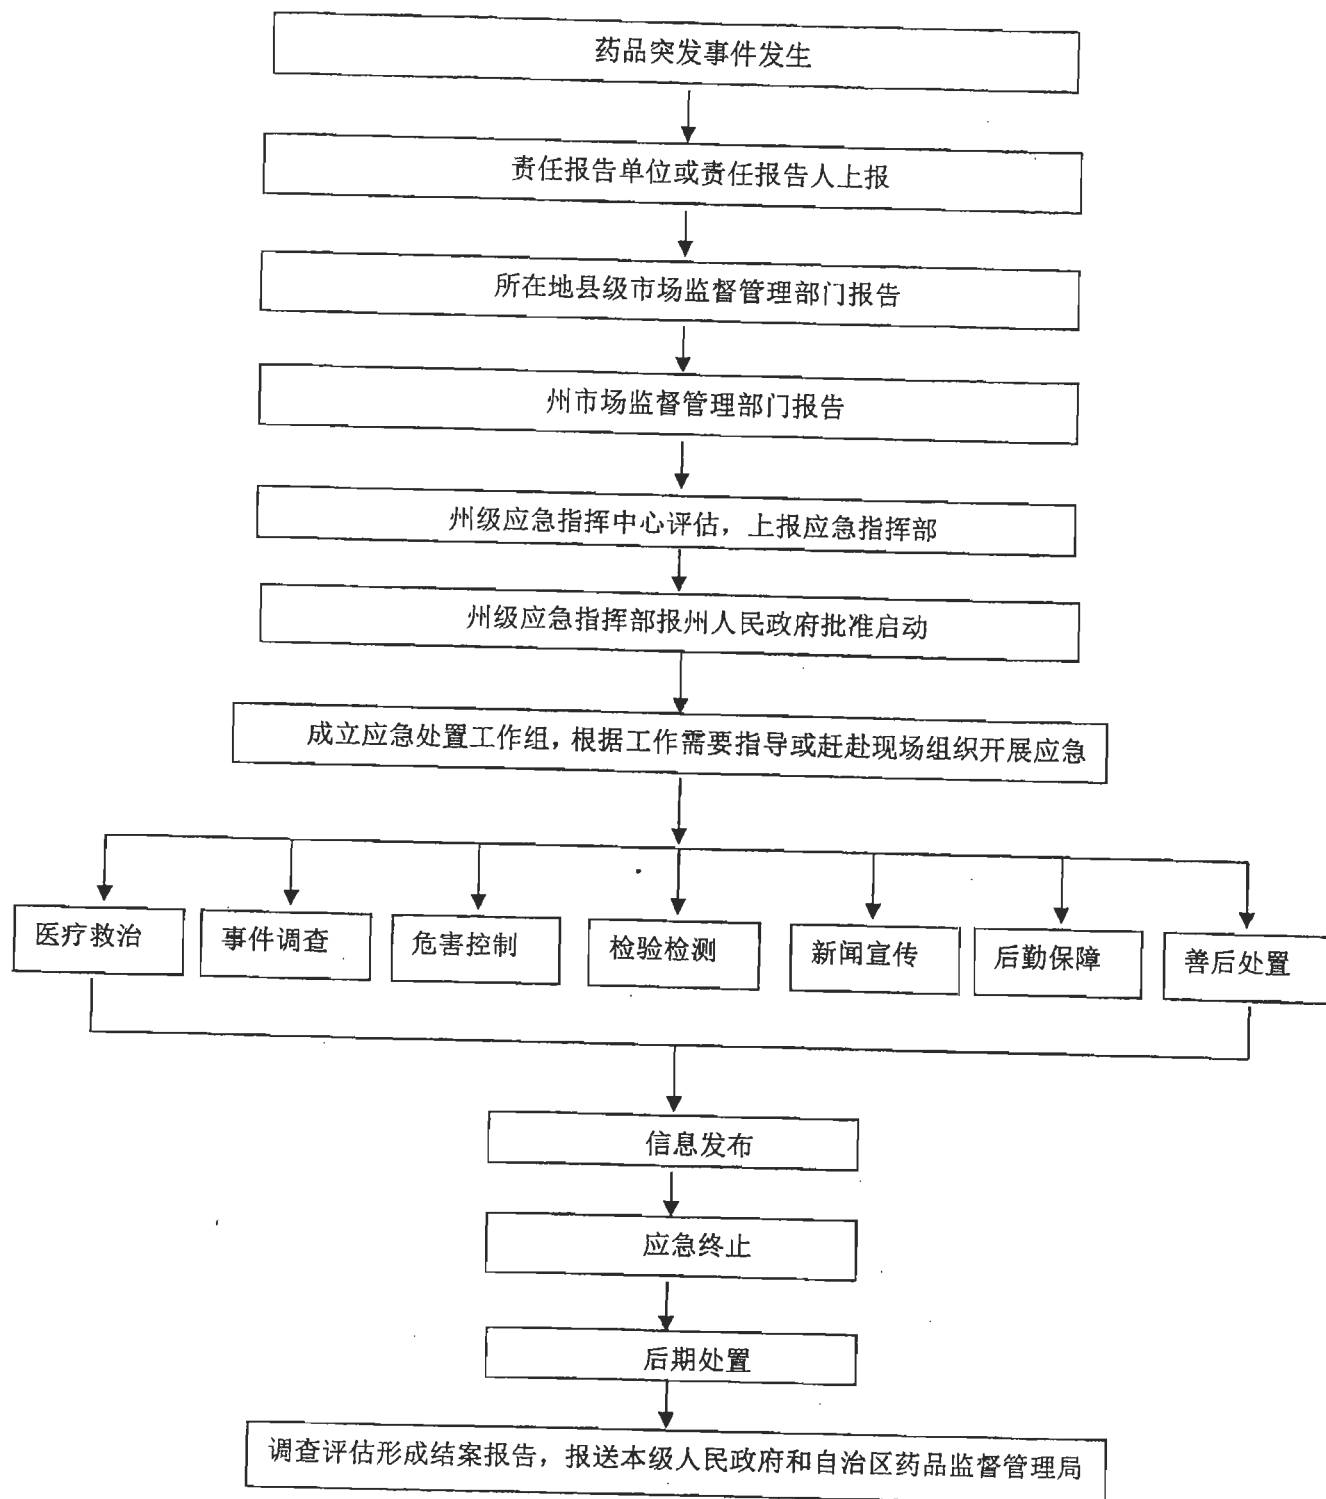 药品突发事件发生
责任报告单位或责任报告人上报
所在地县级市场监督管理部门报告
州市场监督管理部门报告
州级应急指挥中心评估，上报应急指挥部
州级应急指挥部报州人民政府批准启动
成立应急处置工作组，根据工作需要指导或赶赴现场组织开展应急
医疗救治
事件调查
危害控制
检验检测
新闻宣传
后勤保障
善后处置
信息发布
应急终止
后期处置
调查评估形成结案报告，报送本级人民政府和自治区药品监督管理局